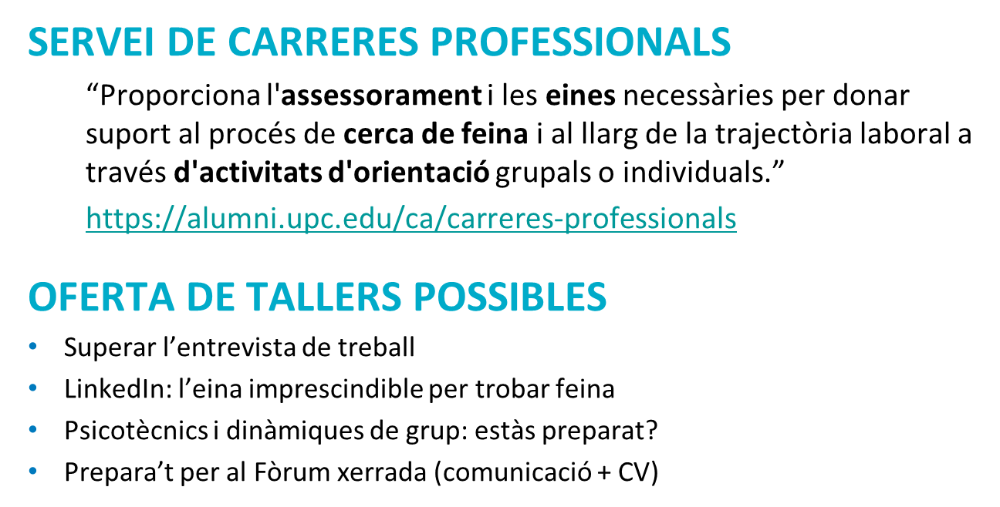 SERVEI DE CARRERES PROFESSIONALS
“Proporciona l'assessorament i les eines necessàries per donar
suport al procés de cerca de feina i al llarg de la trajectòria laboral a
través d'activitats d'orientació grupals o individuals.”
https://alumni.upc.edu/ca/carreres-professionals
OFERTA DE TALLERS POSSIBLES
• Superar l’entrevista de treball
• LinkedIn: l’eina imprescindible per trobar feina
• Psicotècnics i dinàmiques de grup: estàs preparat?
• Prepara’t per al Fòrum xerrada (comunicació + CV)